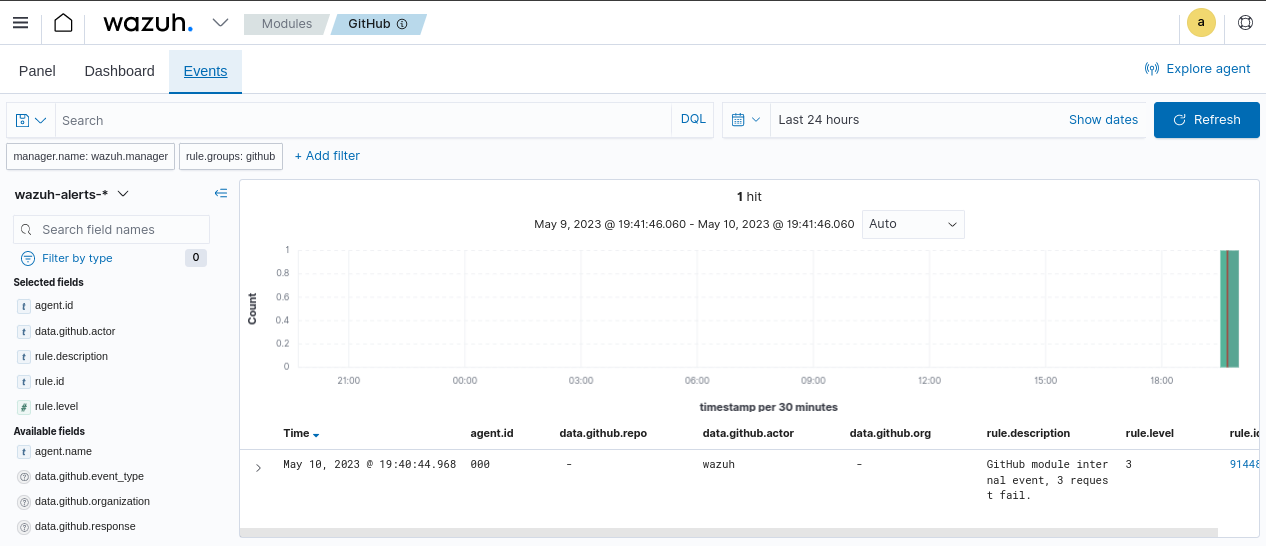 wazuh.
Modules
GitHub
a
Panel
Dashboard
Events
Explore agent
Search
DQL
Last 24 hours
Show dates
Refresh
manager.name: wazuh.manager
rule.groups: github
+ Add filter
wazuh-alerts-*
Search field names
Filter by type
0
Selected fields
t agent.id
t data.github.actor
t rule.description
t rule.id
# rule.level
Available fields
t agent.name
? data.github.event_type
? data.github.organization
? data.github.response
1 hit
May 9, 2023 @ 19:41:46.060 - May 10, 2023 @ 19:41:46.060
Auto
Count
1
0.8
0.6
0.4
0.2
0
21:00
00:00
03:00
06:00
09:00
12:00
15:00
18:00
timestamp per 30 minutes
Time
agent.id
data.github.repo
data.github.actor
data.github.org
rule.description
rule.level
rule.id
May 10, 2023 @ 19:40:44.968
000
-
wazuh
-
GitHub module inter
nal event, 3 reques
t fail.
3
91448